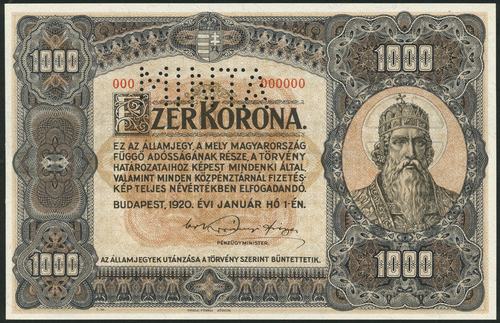 1000 1000
MINTA
000 000000
EZER KORONA.
EZ AZ ÁLLAMJEGY, A MELY MAGYARORSZÁG
FÜGGŐ ADÓSSÁGÁNAK RÉSZE, A TÖRVÉNY
HATÁROZATAIHOZ KÉPEST MINDENKI ÁLTAL,
VALAMINT MINDEN KÖZPÉNZTÁRNÁL FIZETÉS-
KÉP TELJES NÉVÉRTÉKBEN ELFOGADANDÓ.
BUDAPEST, 1920. ÉVI JANUÁR HÓ 1-ÉN.
PÉNZÜGYMINISTER.
AZ ÁLLAMJEGYEK UTÁNZÁSA A TÖRVÉNY SZERINT BÜNTETTETIK.
1000 1000